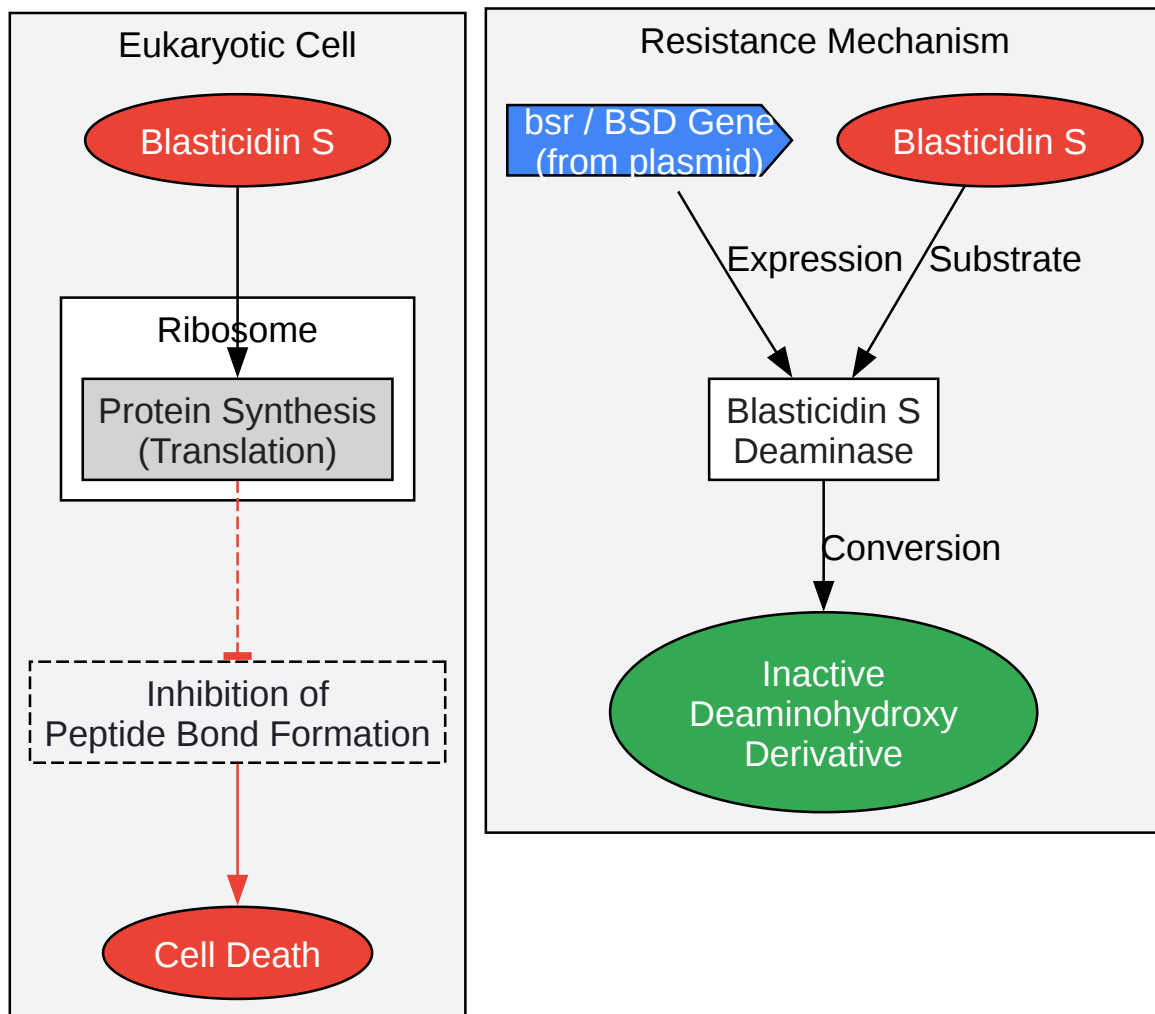 Eukaryotic Cell
Blasticidin S
Ribosome
Protein Synthesis
(Translation)
Inhibition of
Peptide Bond Formation
Cell Death
Resistance Mechanism
bsr / BSD Gene
(from plasmid)
Blasticidin S
Expression
Substrate
Blasticidin S
Deaminase
Conversion
Inactive
Deaminohydroxy
Derivative